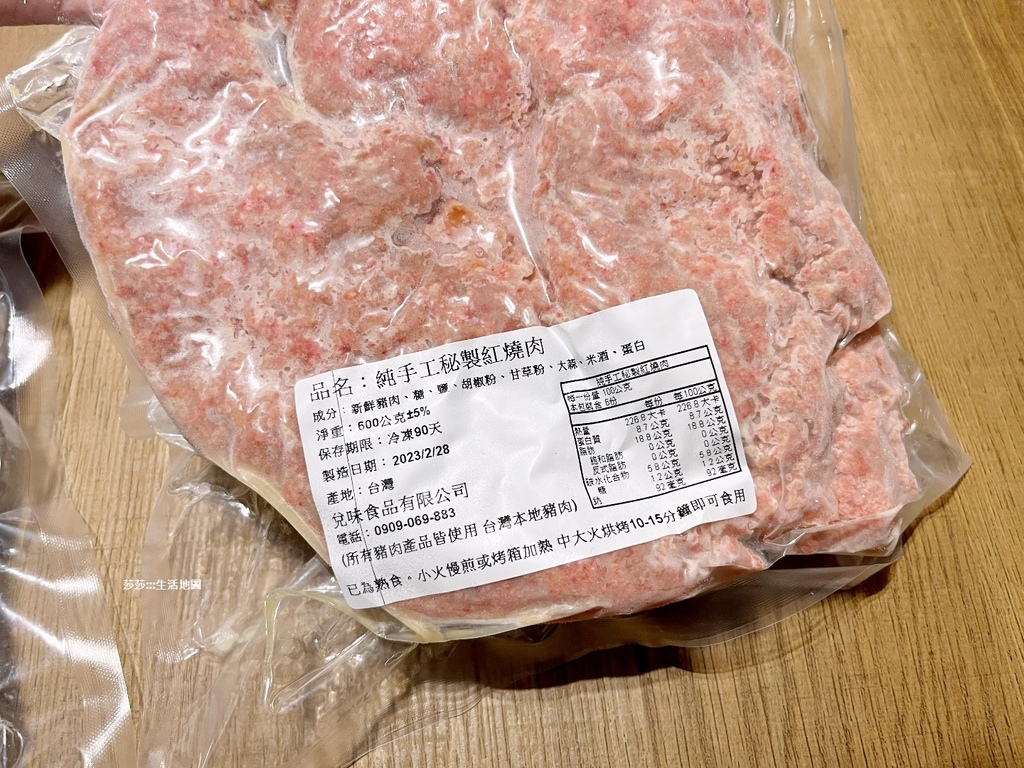 品名：純手工秘製紅燒肉
成分：新鮮豬肉、糖、鹽、胡椒粉、甘草粉、大蒜、米酒、蛋白
淨重：600公克±5%
保存期限：冷凍90天
製造日期：2023/2/28
產地：台灣
兌味食品有限公司
電話：0909-069-883
(所有豬肉產品皆使用 台灣本地豬肉)
已為熟食。小火慢煎或烤箱加熱 中大火烘烤10-15分鐘即可食用
純手工秘製紅燒肉
每一份量 100公克
本包裝含 6份
每份 每100公克
熱量 226.8大卡 226.8大卡
蛋白質 8.7公克 8.7公克
脂肪 18.8公克 18.8公克
飽和脂肪 0公克 0公克
反式脂肪 0公克 0公克
碳水化合物 5.8公克 5.8公克
糖 1.2公克 1.2公克
鈉 92毫克 92毫克
莎莎:::生活地圖